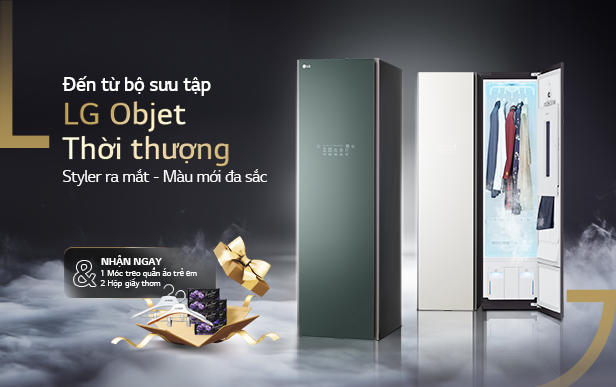 Đến từ bộ sưu tập
LG Objet
Thời thượng
Styler ra mắt - Màu mới đa sắc
& NHẬN NGAY
1 Móc treo quần áo trẻ em
2 Hộp giấy thơm
LG